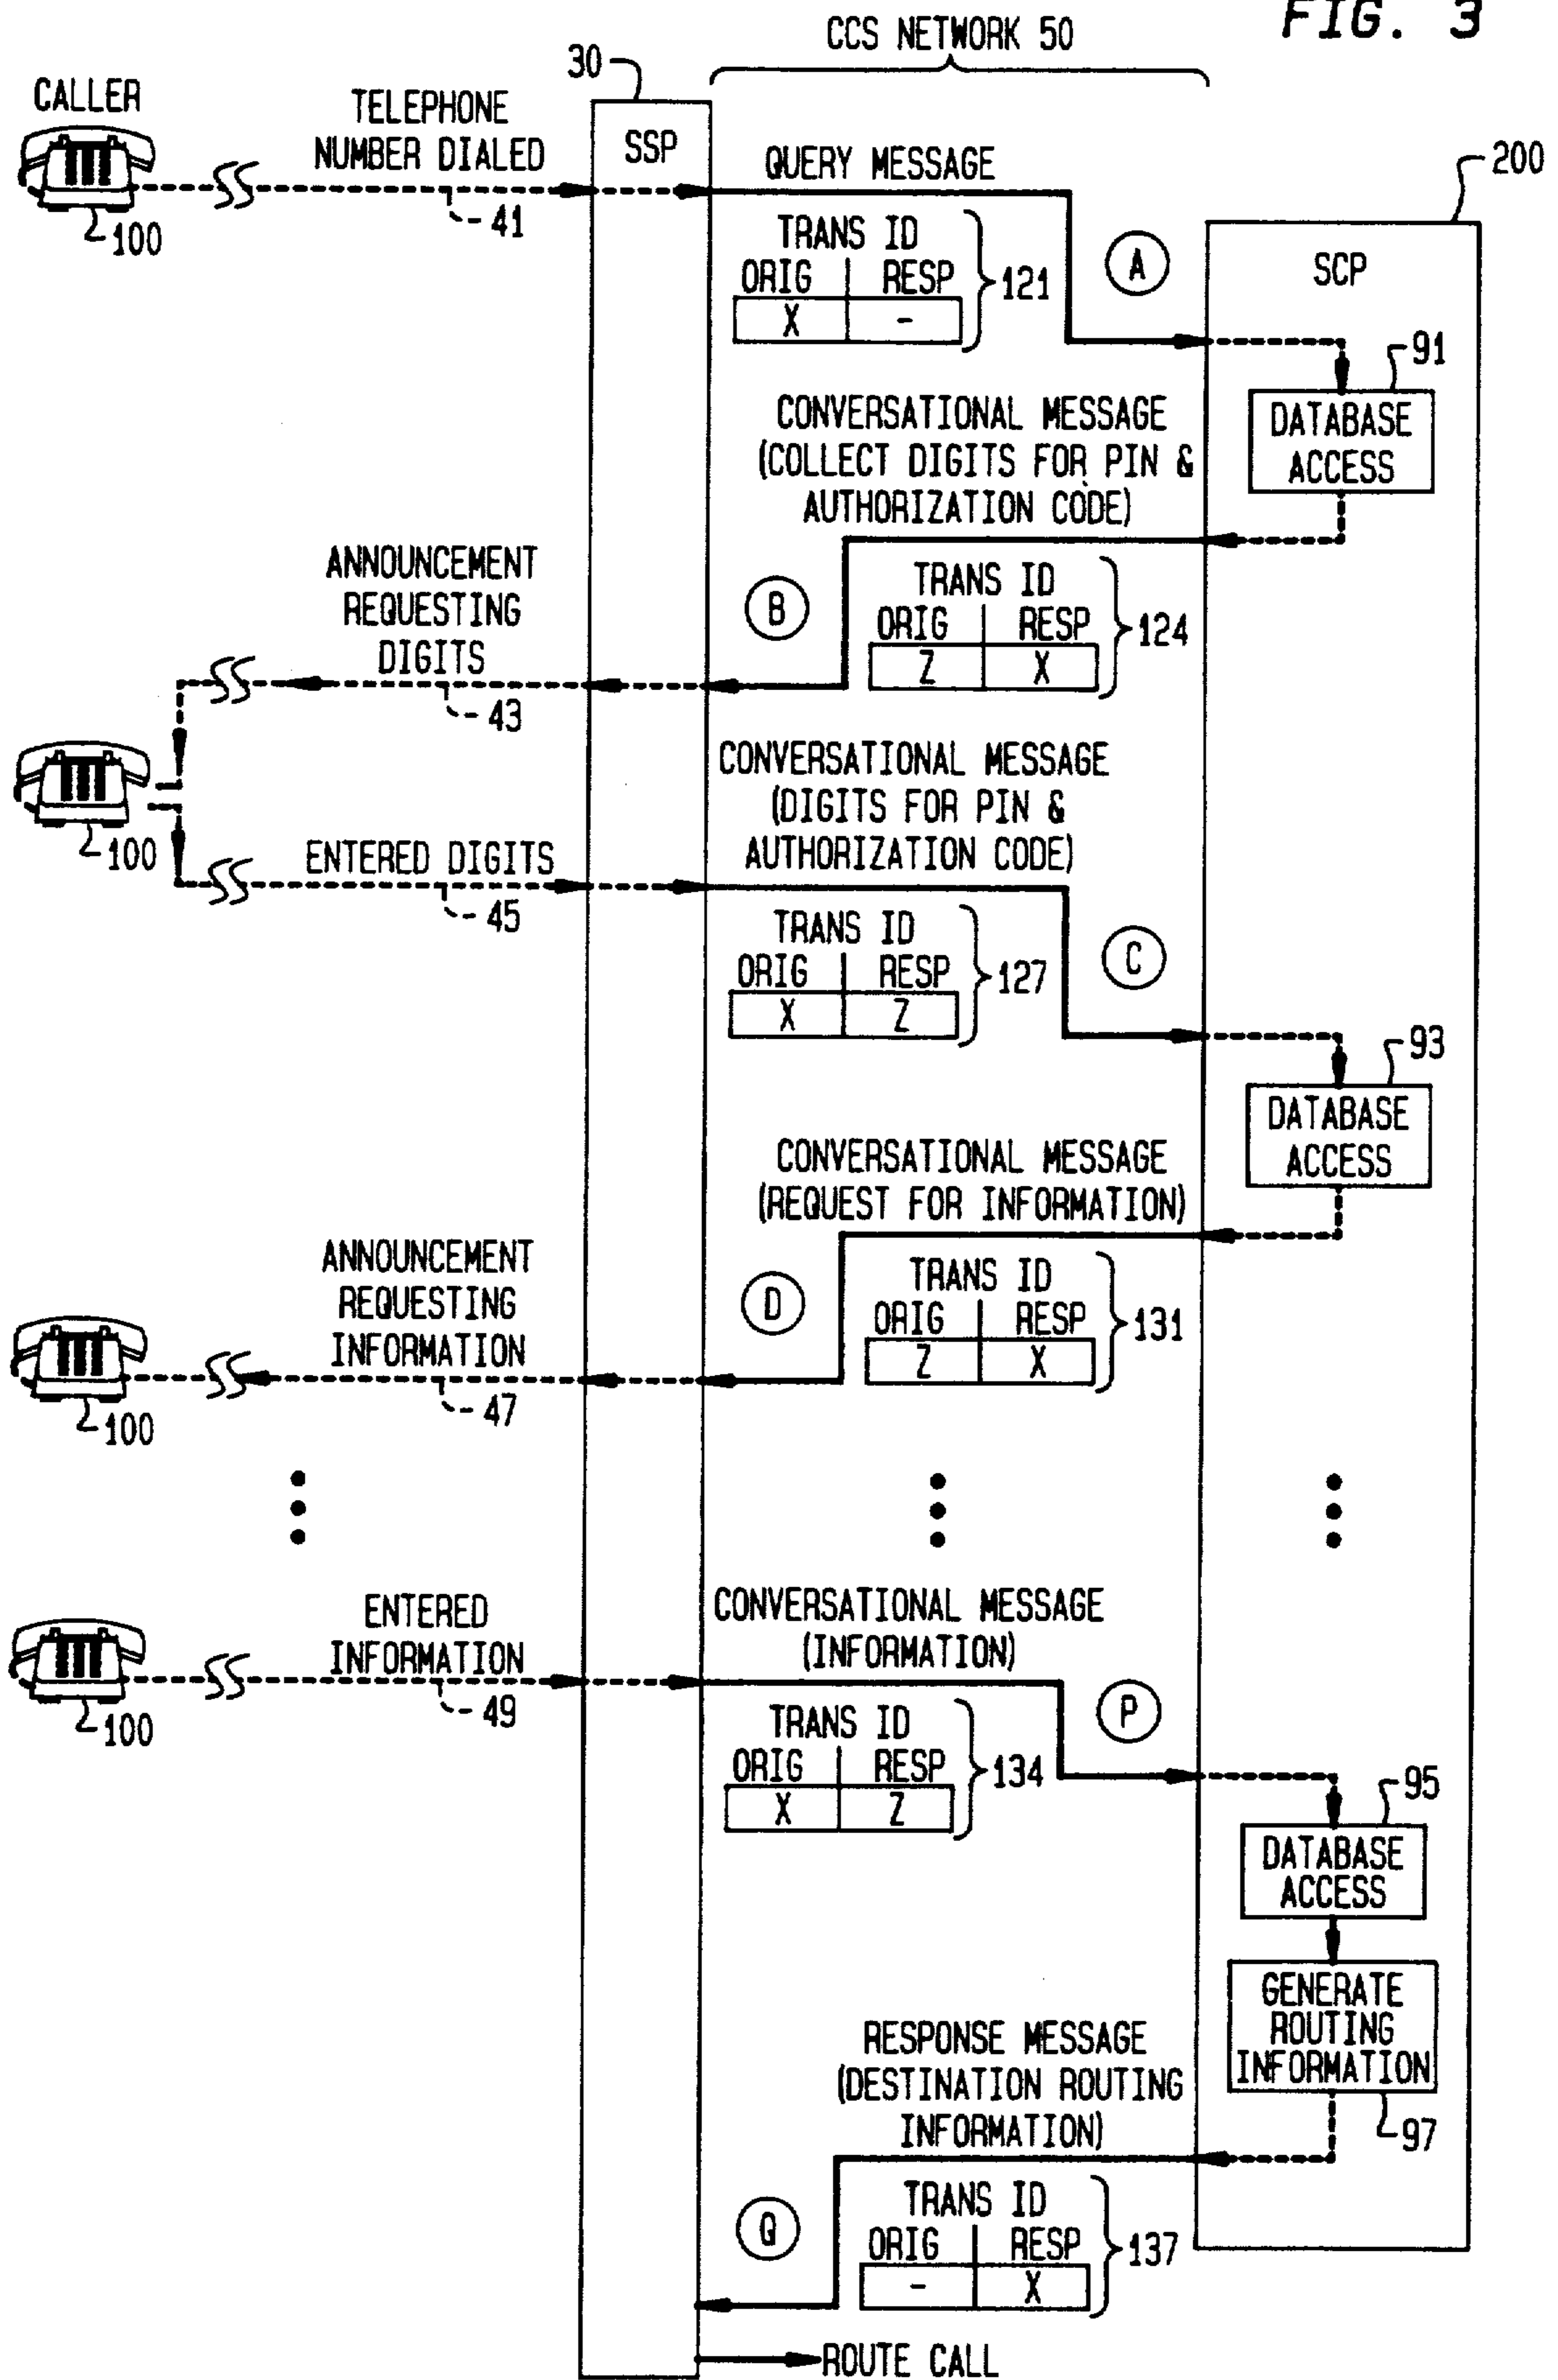 FIG. 3
CCS NETWORK 50
30
CALLER
TELEPHONE
NUMBER DIALED
SSP
QUERY MESSAGE
200
100
41
TRANS ID
ORIG RESP
X -
121
A
SCP
91
DATABASE
ACCESS
CONVERSATIONAL MESSAGE
(COLLECT DIGITS FOR PIN &
AUTHORIZATION CODE)
ANNOUNCEMENT
REQUESTING
DIGITS
43
B
TRANS ID
ORIG RESP
Z X
124
100
CONVERSATIONAL MESSAGE
(DIGITS FOR PIN &
AUTHORIZATION CODE)
ENTERED DIGITS
45
TRANS ID
ORIG RESP
X Z
127
C
93
DATABASE
ACCESS
CONVERSATIONAL MESSAGE
(REQUEST FOR INFORMATION)
ANNOUNCEMENT
REQUESTING
INFORMATION
47
100
D
TRANS ID
ORIG RESP
Z X
131
ENTERED
INFORMATION
49
100
CONVERSATIONAL MESSAGE
(INFORMATION)
TRANS ID
ORIG RESP
X Z
134
P
95
DATABASE
ACCESS
GENERATE
ROUTING
INFORMATION
97
RESPONSE MESSAGE
(DESTINATION ROUTING
INFORMATION)
Q
TRANS ID
ORIG RESP
- X
137
ROUTE CALL